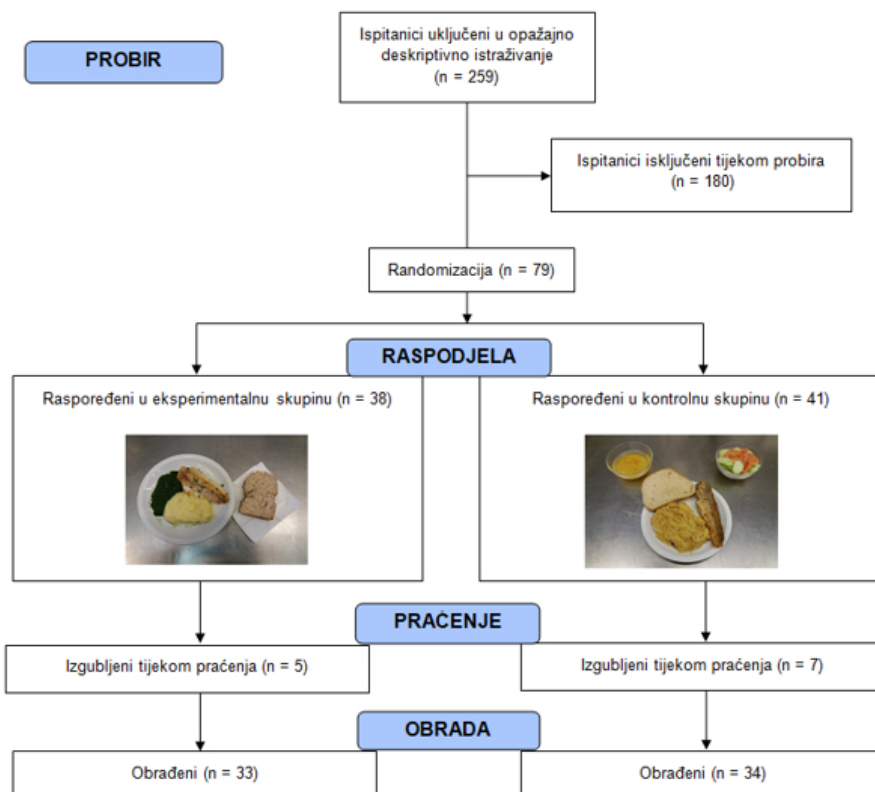 PROBIR
Ispitanici uključeni u opažajno
deskriptivno istraživanje
(n = 259)
Ispitanici isključeni tijekom probira
(n = 180)
Randomizacija (n = 79)
RASPODJELA
Raspoređeni u eksperimentalnu skupinu (n = 38)
Raspoređeni u kontrolnu skupinu (n = 41)
PRAĆENJE
Izgubljeni tijekom praćenja (n = 5)
Izgubljeni tijekom praćenja (n = 7)
OBRADA
Obrađeni (n = 33)
Obrađeni (n = 34)